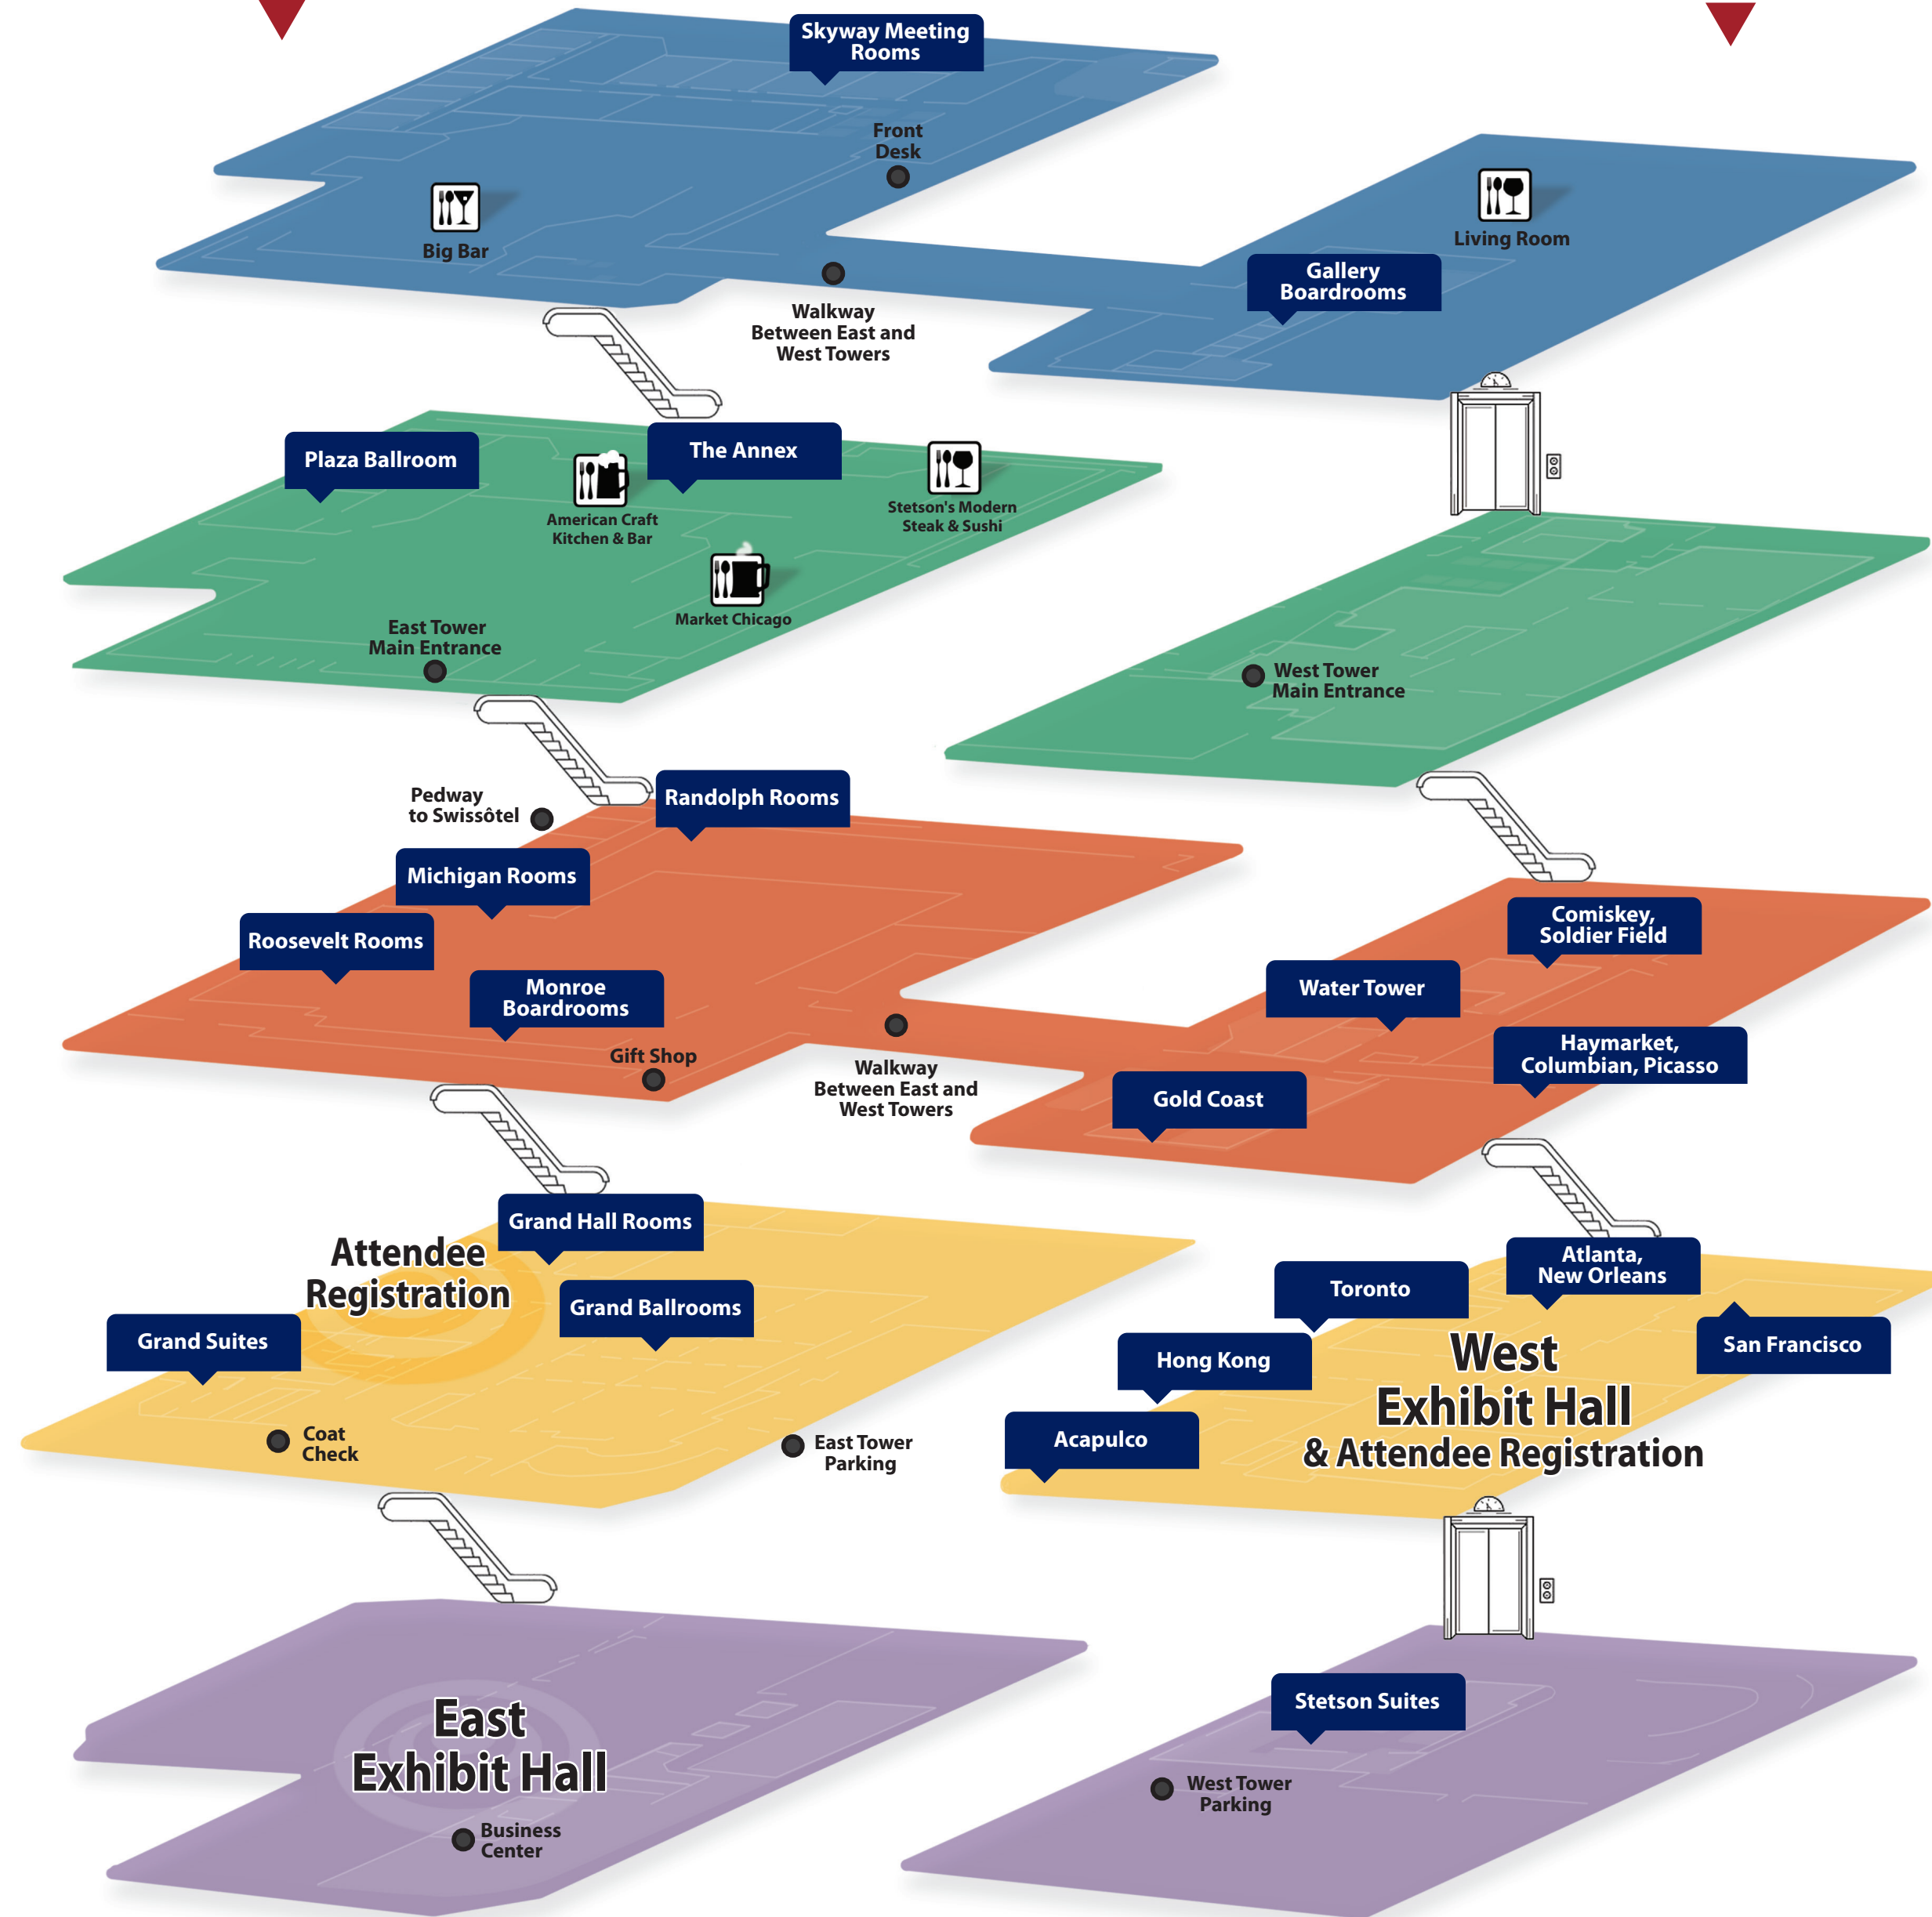 Skyway Meeting
Rooms
Front
Desk
Big Bar
Living Room
Gallery
Boardrooms
Walkway
Between East and
West Towers
Plaza Ballroom
The Annex
American Craft
Kitchen & Bar
Stetson's Modern
Steak & Sushi
Market Chicago
East Tower
Main Entrance
West Tower
Main Entrance
Pedway
to Swissôtel
Randolph Rooms
Michigan Rooms
Roosevelt Rooms
Monroe
Boardrooms
Gift Shop
Walkway
Between East and
West Towers
Comiskey,
Soldier Field
Water Tower
Haymarket,
Columbian, Picasso
Gold Coast
Grand Hall Rooms
Attendee
Registration
Grand Ballrooms
Grand Suites
Coat
Check
East Tower
Parking
Atlanta,
New Orleans
Toronto
San Francisco
Hong Kong
West
Exhibit Hall
& Attendee Registration
Acapulco
East
Exhibit Hall
Business
Center
Stetson Suites
West Tower
Parking